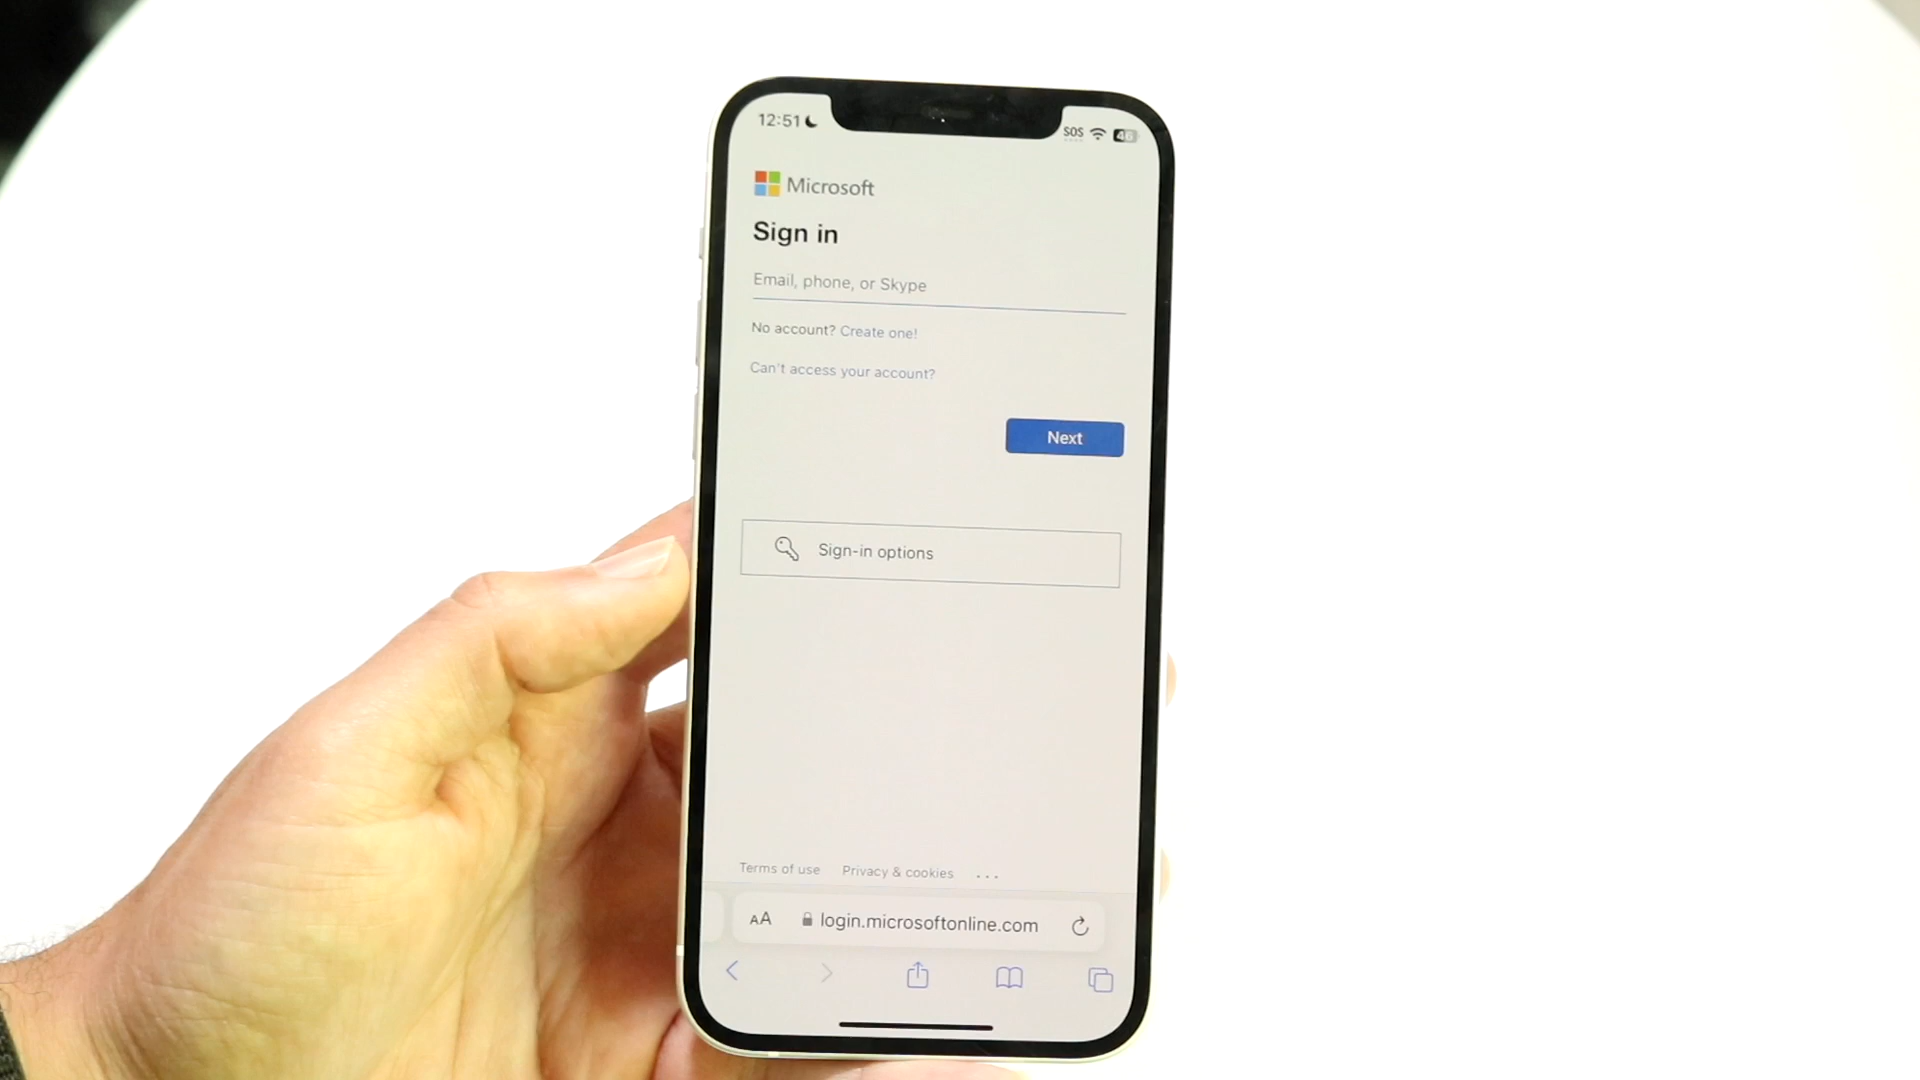 12:51
SOS
46
Microsoft
Sign in
Email, phone, or Skype
No account? Create one!
Can't access your account?
Next
Sign-in options
Terms of use Privacy & cookies ...
AA login.microsoftonline.com